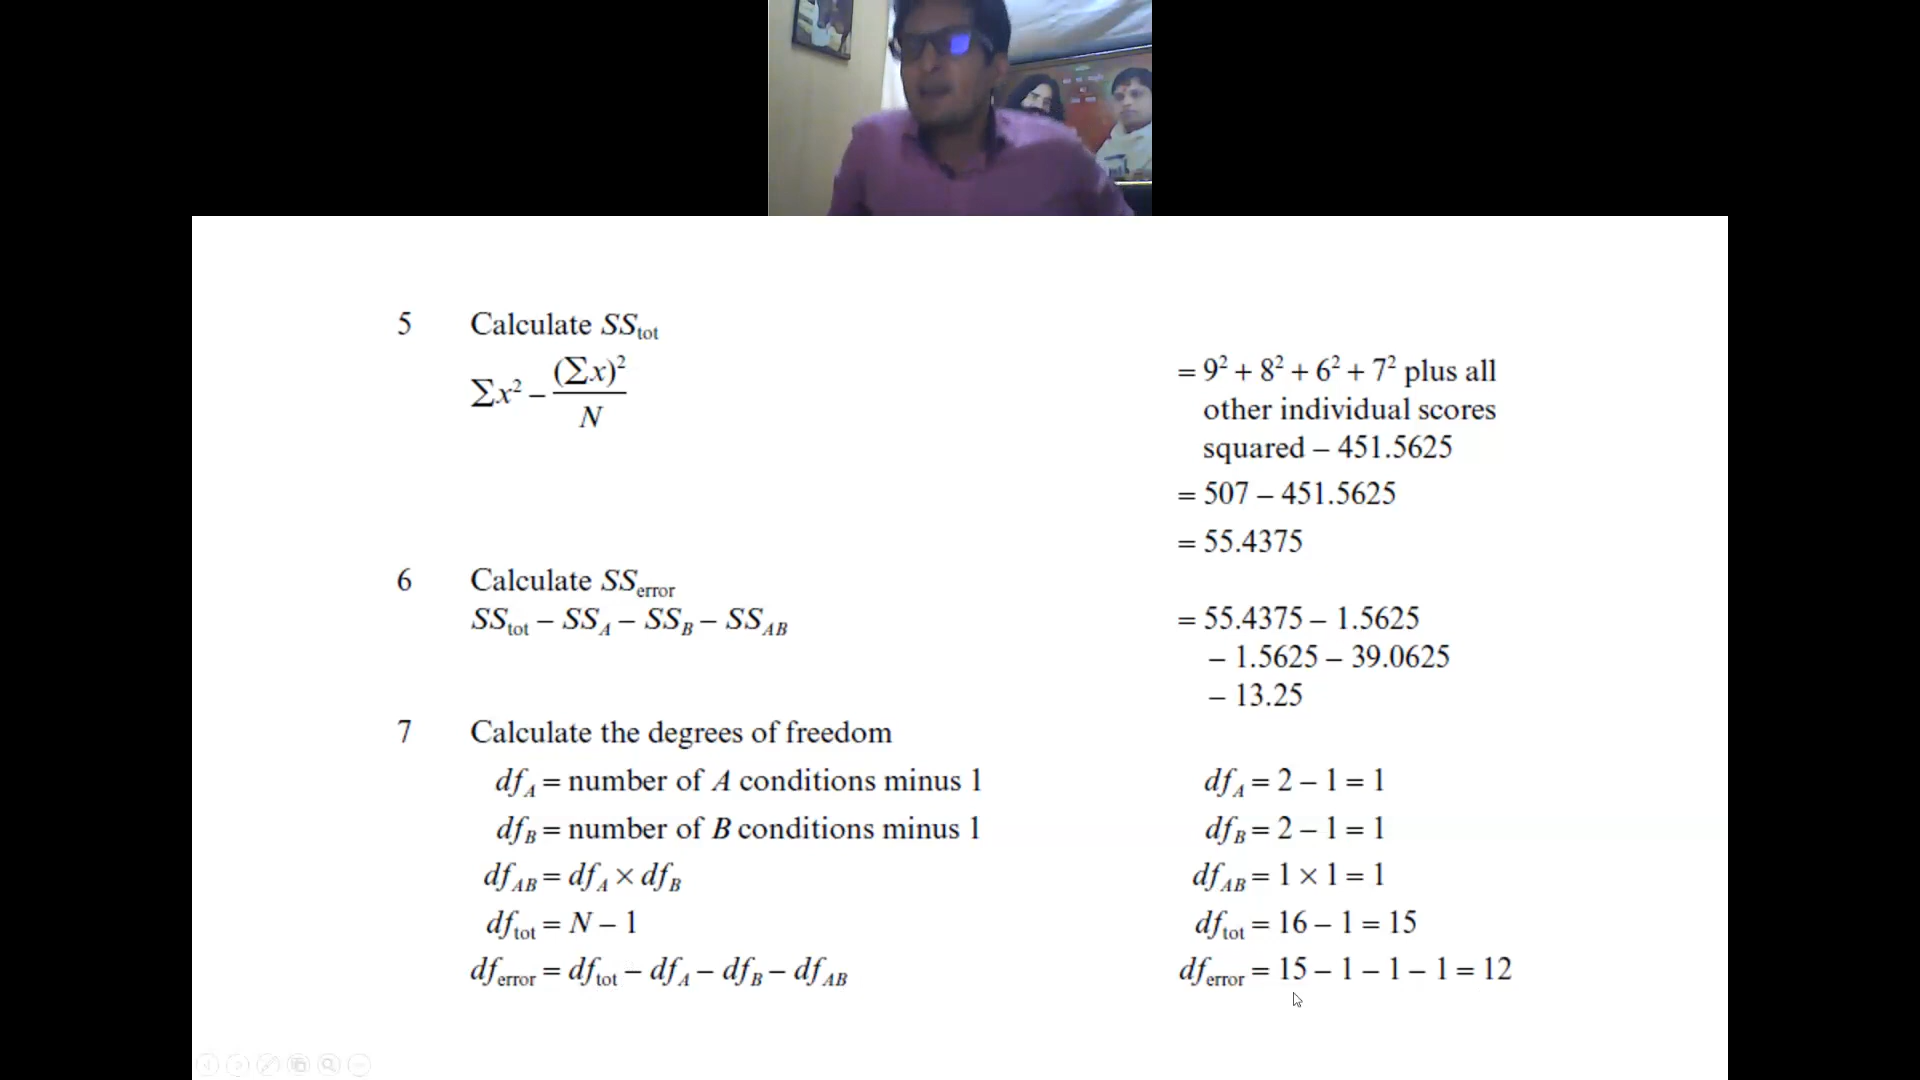 5 Calculate SS_tot
∑x² – (∑x)² / N
= 9² + 8² + 6² + 7² plus all
other individual scores
squared – 451.5625
= 507 – 451.5625
= 55.4375
6 Calculate SS_error
SS_tot – SS_A – SS_B – SS_AB
= 55.4375 – 1.5625
– 1.5625 – 39.0625
– 13.25
7 Calculate the degrees of freedom
df_A = number of A conditions minus 1
df_A = 2 – 1 = 1
df_B = number of B conditions minus 1
df_B = 2 – 1 = 1
df_AB = df_A × df_B
df_AB = 1 × 1 = 1
df_tot = N – 1
df_tot = 16 – 1 = 15
df_error = df_tot – df_A – df_B – df_AB
df_error = 15 – 1 – 1 – 1 = 12